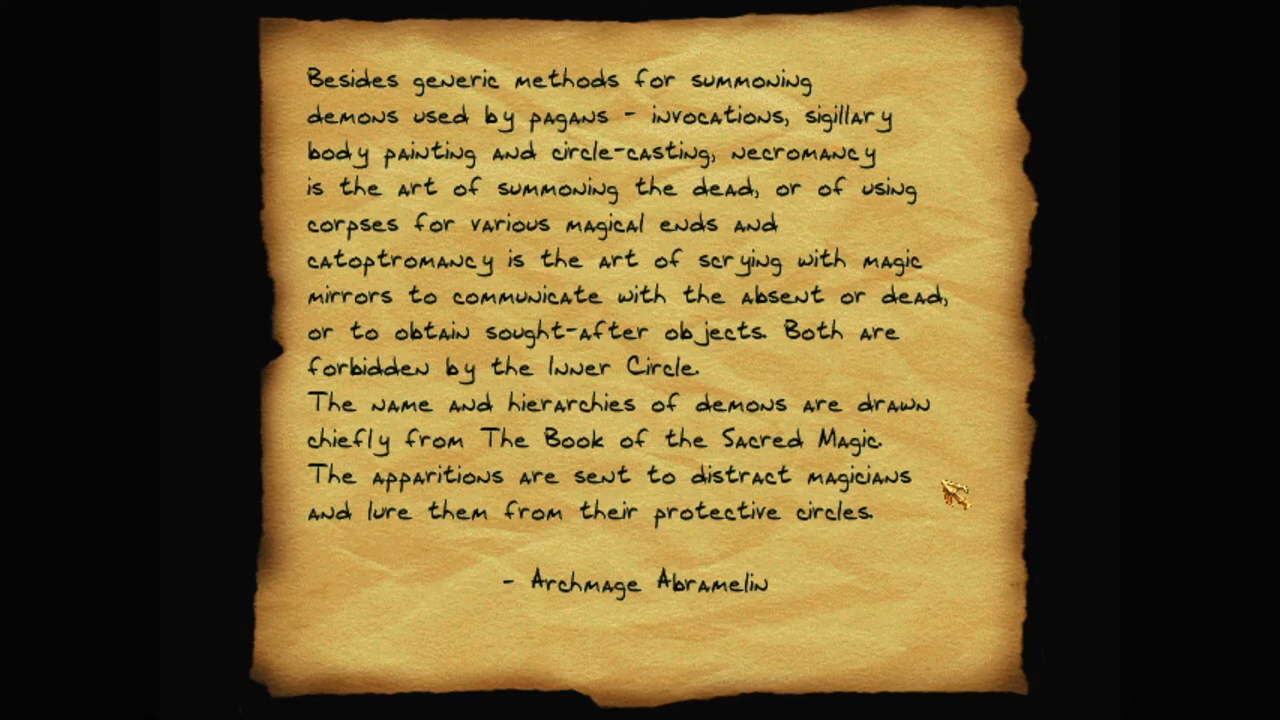 Besides generic methods for summoning
demons used by pagans - invocations, sigillary
body painting and circle-casting, necromancy
is the art of summoning the dead, or of using
corpses for various magical ends and
catoptromancy is the art of scrying with magic
mirrors to communicate with the absent or dead,
or to obtain sought-after objects. Both are
forbidden by the Inner Circle.
The name and hierarchies of demons are drawn
chiefly from The Book of the Sacred Magic.
The apparitions are sent to distract magicians
and lure them from their protective circles.
- Archmage Abramelin